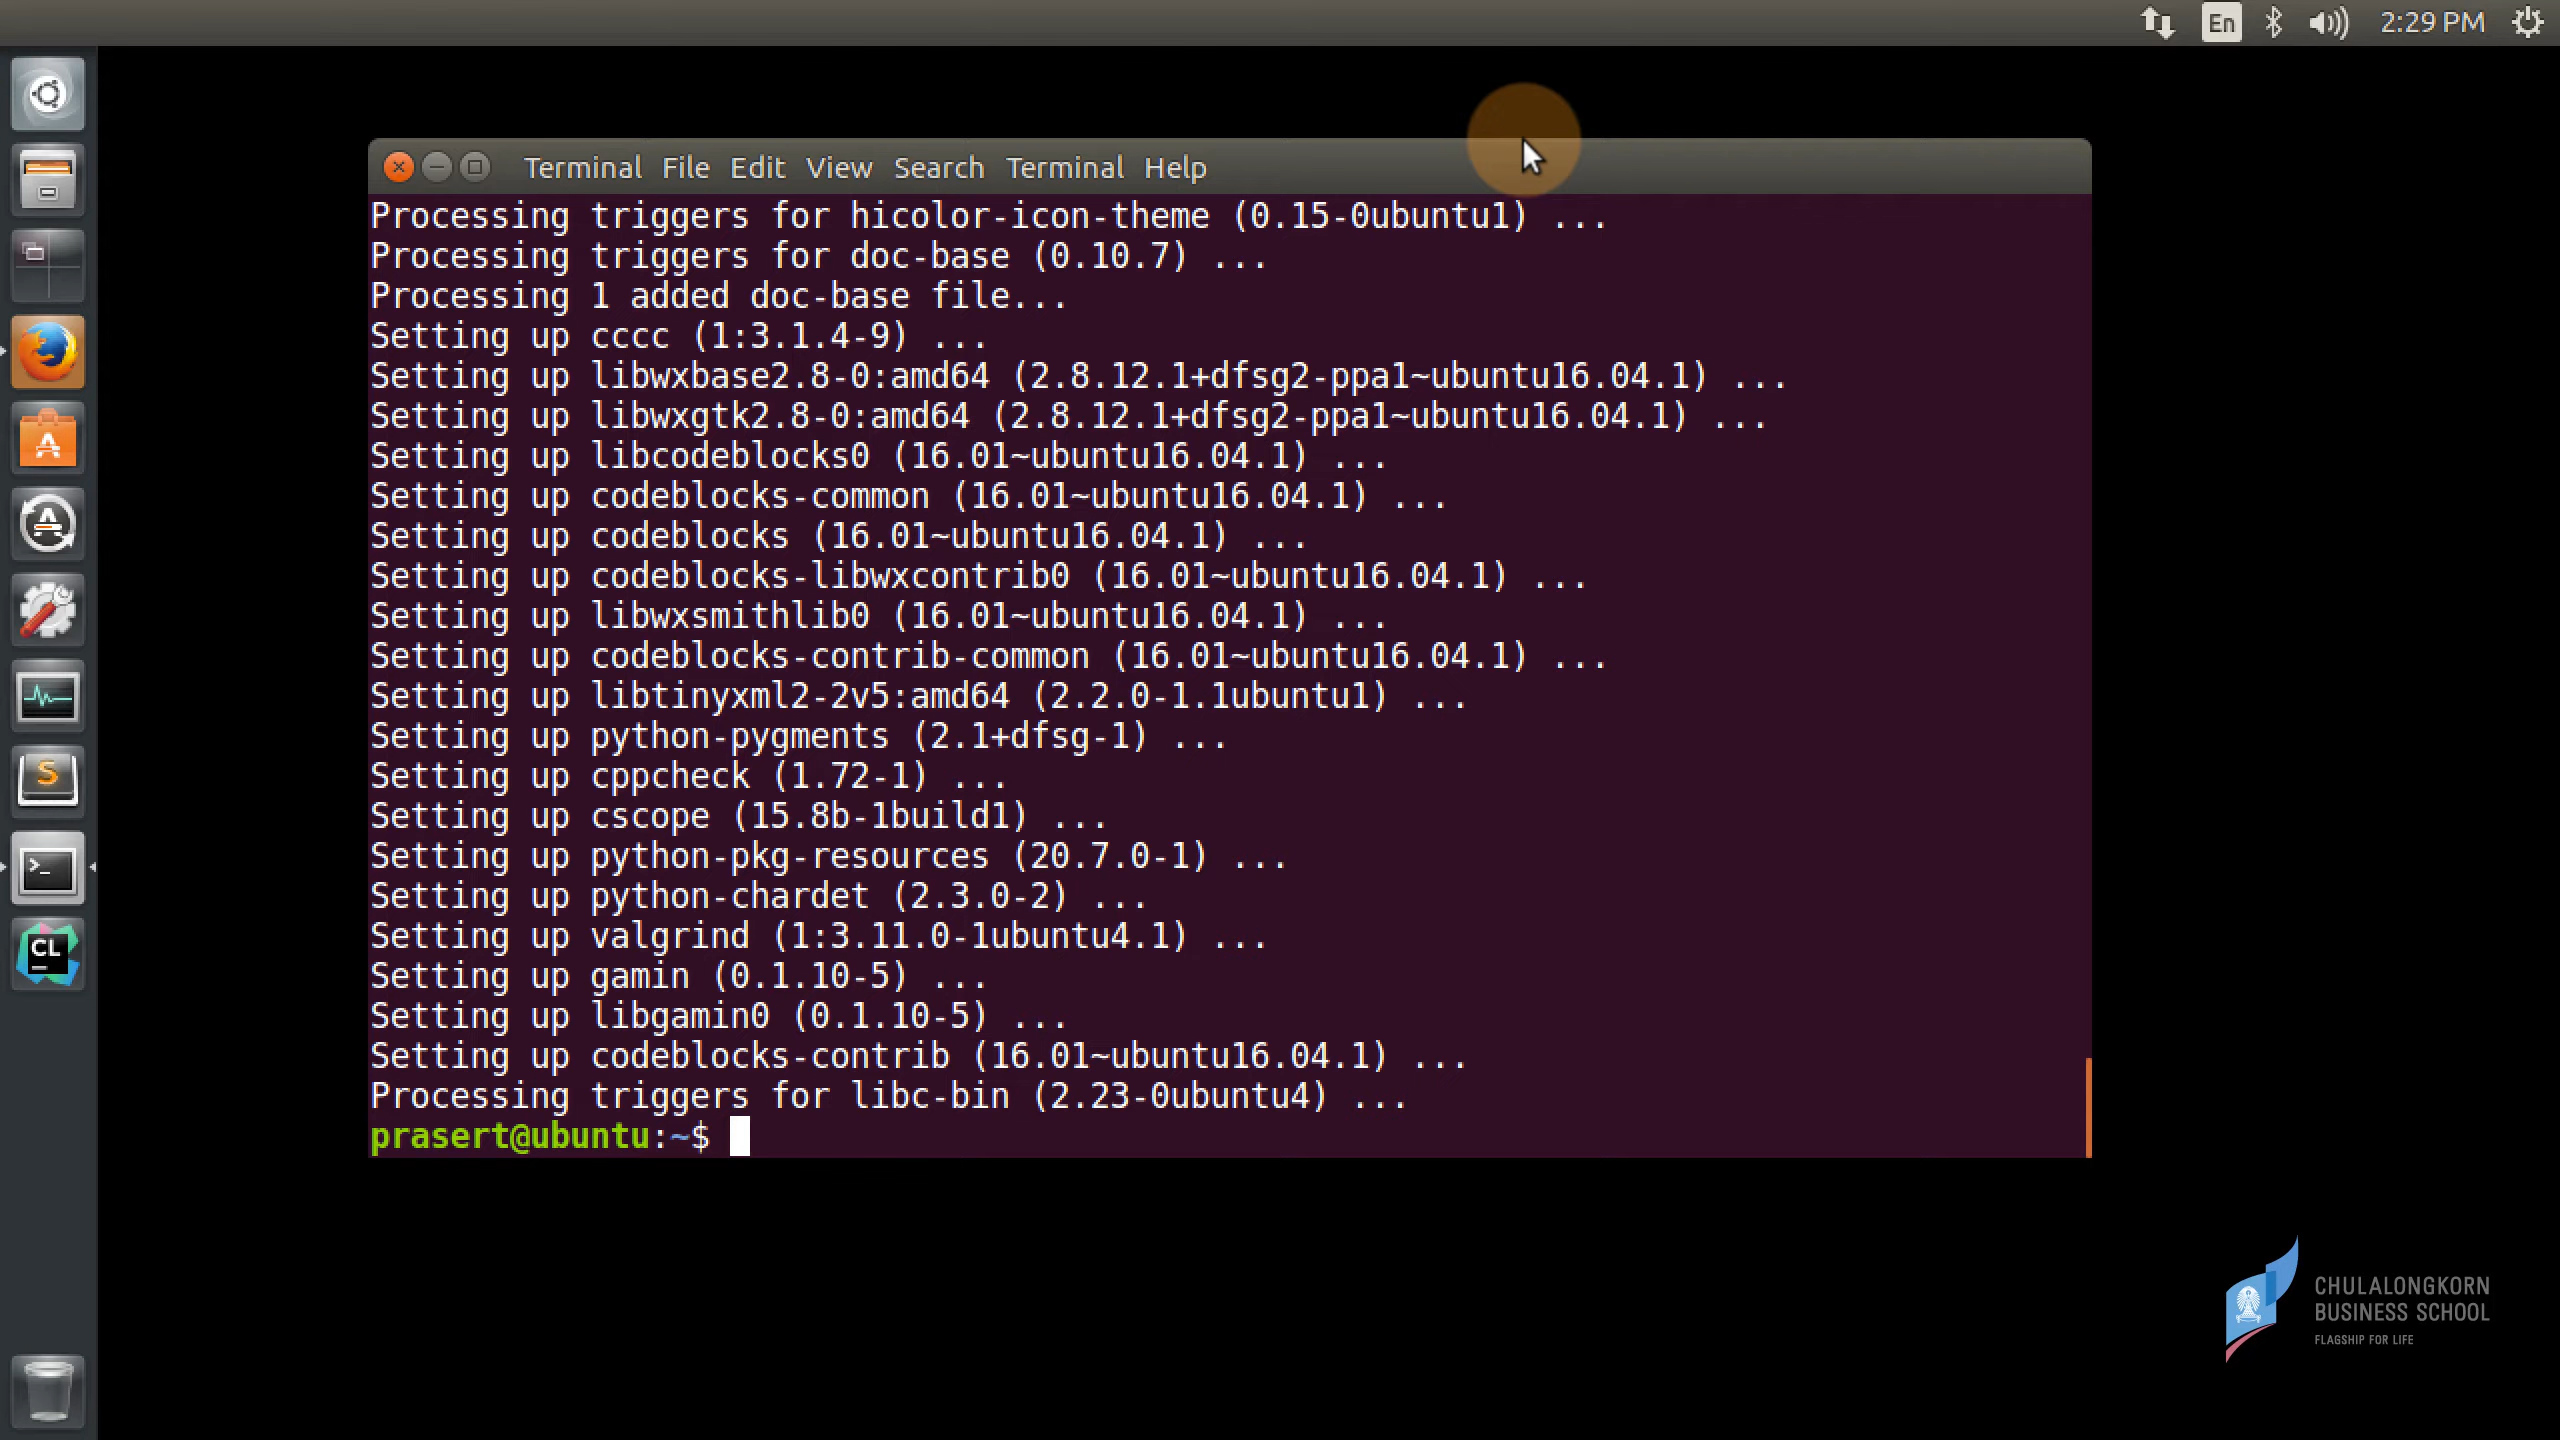 En 2:29 PM
Terminal File Edit View Search Terminal Help
Processing triggers for hicolor-icon-theme (0.15-0ubuntu1) ...
Processing triggers for doc-base (0.10.7) ...
Processing 1 added doc-base file...
Setting up cccc (1:3.1.4-9) ...
Setting up libwxbase2.8-0:amd64 (2.8.12.1+dfsg2-ppa1~ubuntu16.04.1) ...
Setting up libwxgtk2.8-0:amd64 (2.8.12.1+dfsg2-ppa1~ubuntu16.04.1) ...
Setting up libcodeblocks0 (16.01~ubuntu16.04.1) ...
Setting up codeblocks-common (16.01~ubuntu16.04.1) ...
Setting up codeblocks (16.01~ubuntu16.04.1) ...
Setting up codeblocks-libwxcontrib0 (16.01~ubuntu16.04.1) ...
Setting up libwxsmithlib0 (16.01~ubuntu16.04.1) ...
Setting up codeblocks-contrib-common (16.01~ubuntu16.04.1) ...
Setting up libtinyxml2-2v5:amd64 (2.2.0-1.1ubuntu1) ...
Setting up python-pygments (2.1+dfsg-1) ...
Setting up cppcheck (1.72-1) ...
Setting up cscope (15.8b-1build1) ...
Setting up python-pkg-resources (20.7.0-1) ...
Setting up python-chardet (2.3.0-2) ...
Setting up valgrind (1:3.11.0-1ubuntu4.1) ...
Setting up gamin (0.1.10-5) ...
Setting up libgamin0 (0.1.10-5) ...
Setting up codeblocks-contrib (16.01~ubuntu16.04.1) ...
Processing triggers for libc-bin (2.23-0ubuntu4) ...
prasert@ubuntu:~$
S
>_
CL
CHULALONGKORN
BUSINESS SCHOOL
FLAGSHIP FOR LIFE